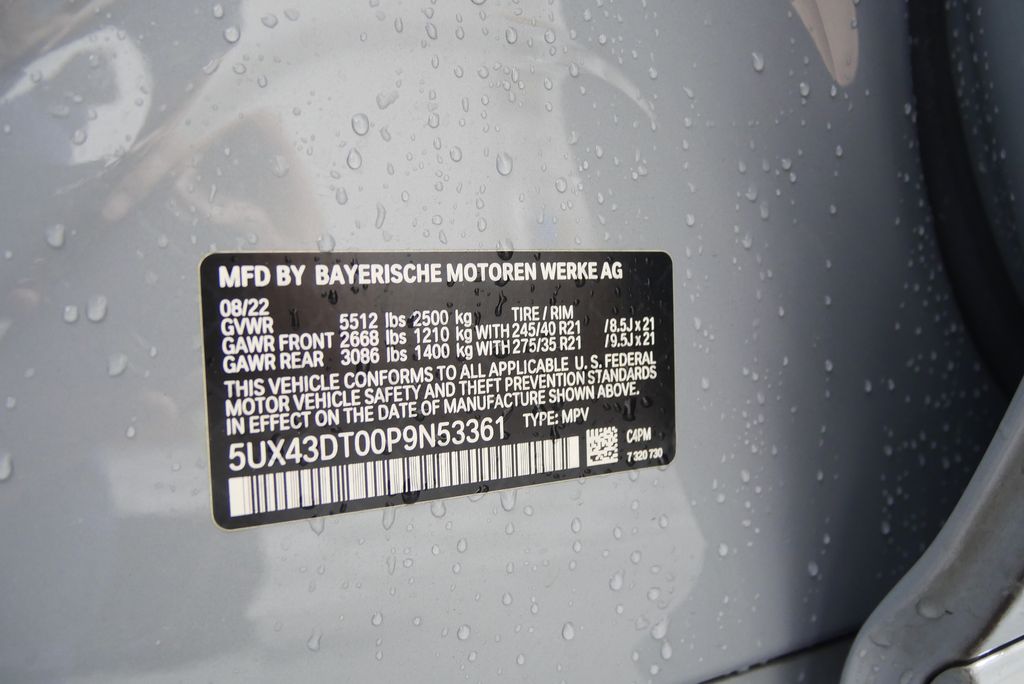 MFD BY BAYERISCHE MOTOREN WERKE AG
08/22
GVWR 5512 lbs 2500 kg TIRE / RIM
GAWR FRONT 2668 lbs 1210 kg WITH 245/40 R21 /8.5J x 21
GAWR REAR 3086 lbs 1400 kg WITH 275/35 R21 /9.5J x 21
THIS VEHICLE CONFORMS TO ALL APPLICABLE U.S. FEDERAL
MOTOR VEHICLE SAFETY AND THEFT PREVENTION STANDARDS
IN EFFECT ON THE DATE OF MANUFACTURE SHOWN ABOVE.
5UX43DT00P9N53361 TYPE: MPV
C4PM
7 320 730